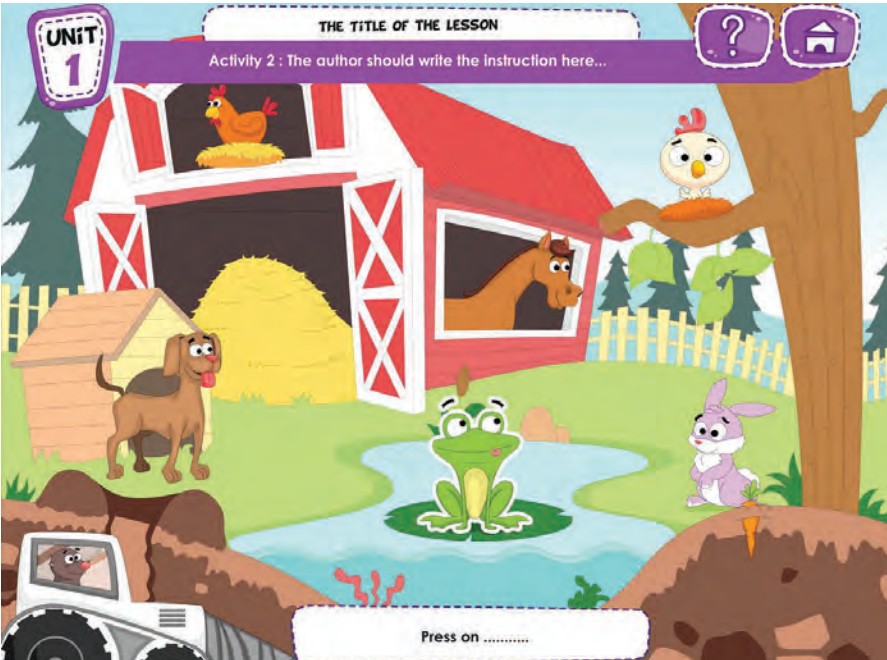 UNIT
1
THE TITLE OF THE LESSON
Activity 2 : The author should write the instruction here...
?
Press on ...........